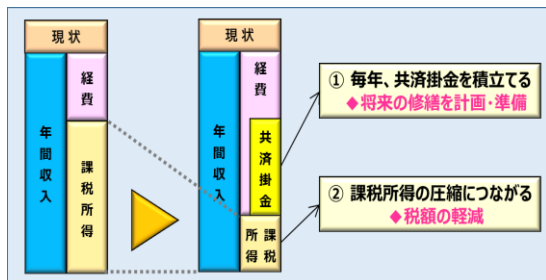 現状
年間収入
経費
課税所得
現状
年間収入
経費
共済掛金
課税所得
① 毎年、共済掛金を積立てる
◆将来の修繕を計画・準備
② 課税所得の圧縮につながる
◆税額の軽減